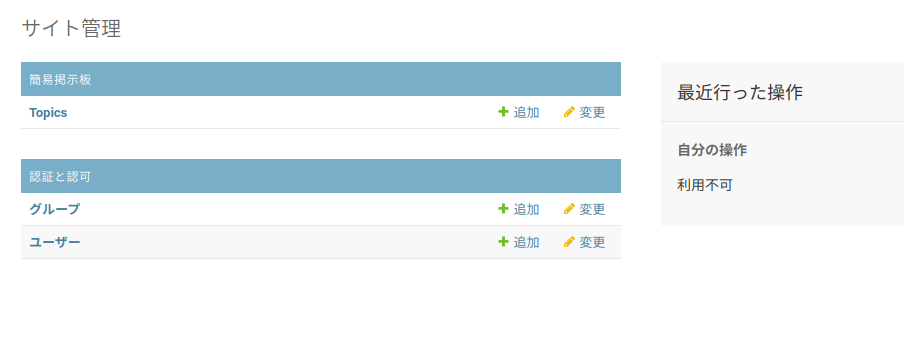 サイト管理
簡易掲示板
Topics 追加 変更
認証と認可
グループ 追加 変更
ユーザー 追加 変更
最近行った操作
自分の操作
利用不可